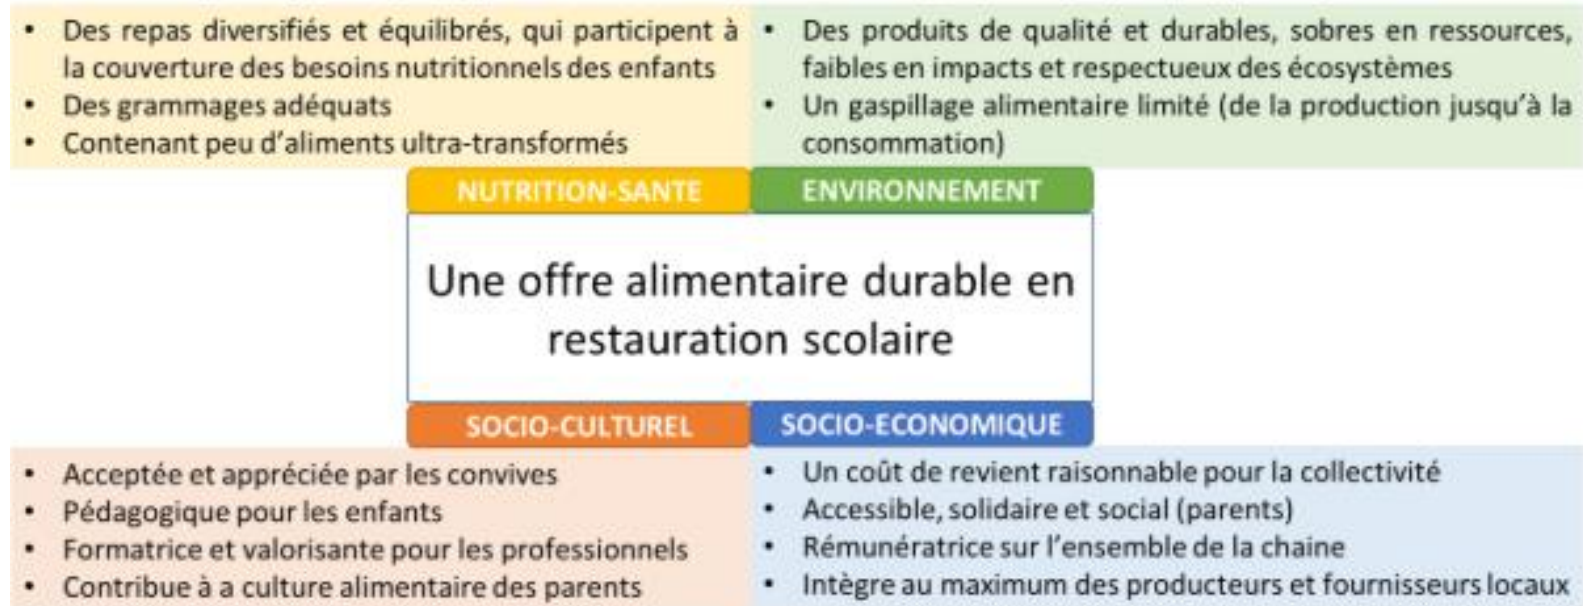 • Des repas diversifiés et équilibrés, qui participent à
la couverture des besoins nutritionnels des enfants
• Des grammages adéquats
• Contenant peu d'aliments ultra-transformés
• Des produits de qualité et durables, sobres en ressources,
faibles en impacts et respectueux des écosystèmes
• Un gaspillage alimentaire limité (de la production jusqu'à la
consommation)
NUTRITION-SANTE
ENVIRONNEMENT
Une offre alimentaire durable en
restauration scolaire
SOCIO-CULTUREL
SOCIO-ECONOMIQUE
• Acceptée et appréciée par les convives
• Pédagogique pour les enfants
• Formatrice et valorisante pour les professionnels
• Contribue à a culture alimentaire des parents
• Un coût de revient raisonnable pour la collectivité
• Accessible, solidaire et social (parents)
• Rémunératrice sur l'ensemble de la chaine
• Intègre au maximum des producteurs et fournisseurs locaux